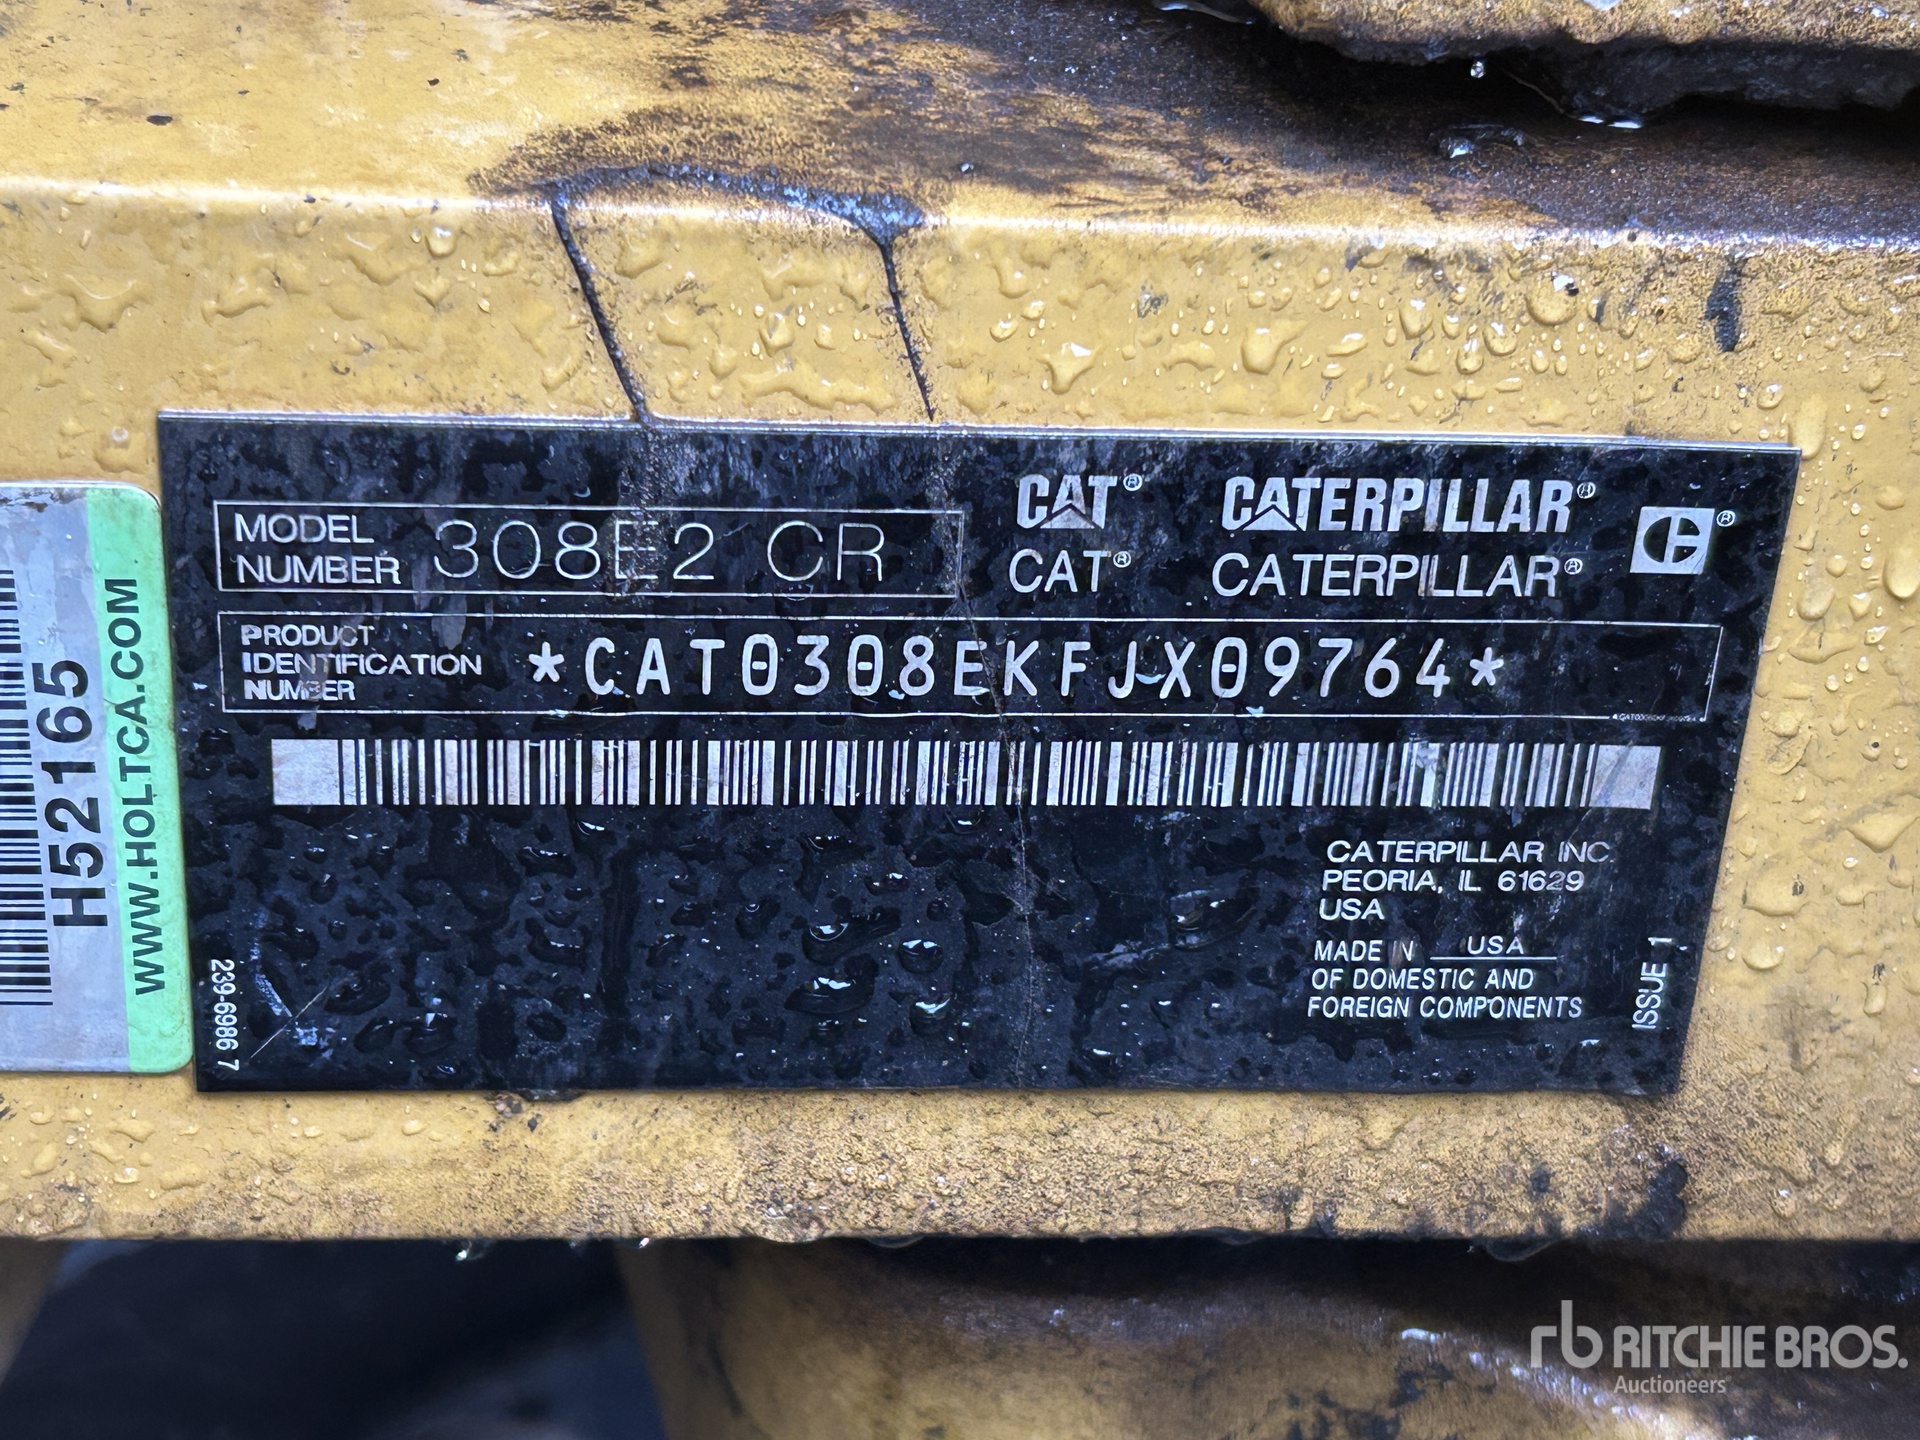 H52165
WWW.HOLTCA.COM
MODEL
NUMBER
308E2 CR
CAT® CATERPILLAR®
CAT® CATERPILLAR®
PRODUCT
IDENTIFICATION
NUMBER
*CAT0308EKFJX09764*
CATERPILLAR INC.
PEORIA, IL 61629
USA
MADE IN USA
OF DOMESTIC AND
FOREIGN COMPONENTS
ISSUE 1
239-6986 7
rb RITCHIE BROS.
Auctioneers